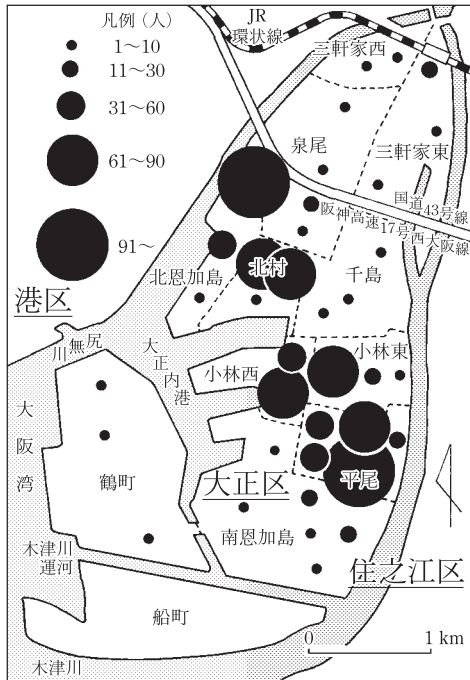 凡例(人)
1~10
11~30
31~60
61~90
91~
JR
環状線
三軒家西
泉尾
三軒家東
国道43号線
阪神高速17号西大阪線
北恩加島
北村
千島
港区
尻無川
大正内港
小林西
小林東
大阪湾
鶴町
大正区
平尾
南恩加島
住之江区
木津川
運河
船町
木津川
0 1 km